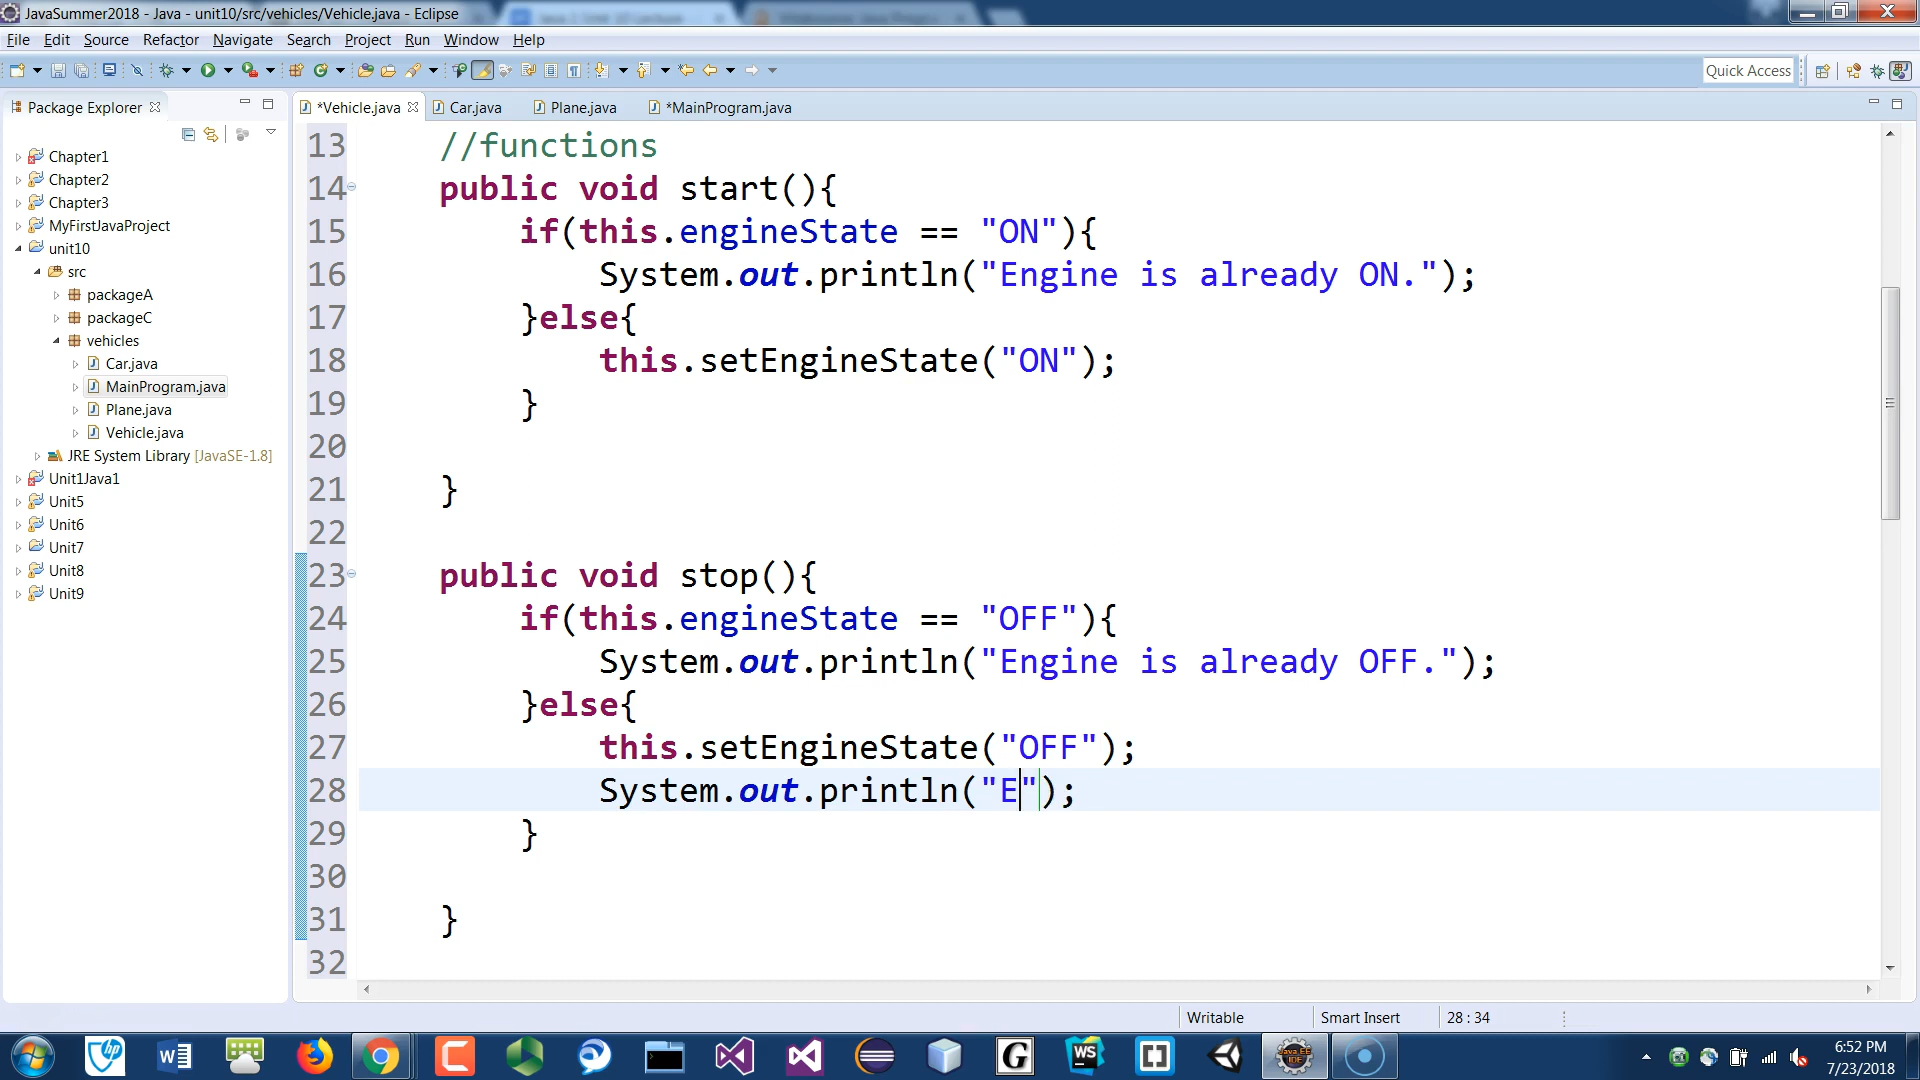 JavaSummer2018 - Java - unit10/src/vehicles/Vehicle.java - Eclipse
File Edit Source Refactor Navigate Search Project Run Window Help
Quick Access
Package Explorer
*Vehicle.java Car.java Plane.java *MainProgram.java
Chapter1
Chapter2
Chapter3
MyFirstJavaProject
unit10
src
packageA
packageC
vehicles
Car.java
MainProgram.java
Plane.java
Vehicle.java
JRE System Library [JavaSE-1.8]
Unit1Java1
Unit5
Unit6
Unit7
Unit8
Unit9
13 //functions
14 public void start(){
15 if(this.engineState == "ON"){
16 System.out.println("Engine is already ON.");
17 }else{
18 this.setEngineState("ON");
19 }
20
21 }
22
23 public void stop(){
24 if(this.engineState == "OFF"){
25 System.out.println("Engine is already OFF.");
26 }else{
27 this.setEngineState("OFF");
28 System.out.println("E");
29 }
30
31 }
32
Writable Smart Insert 28 : 34
6:52 PM
7/23/2018